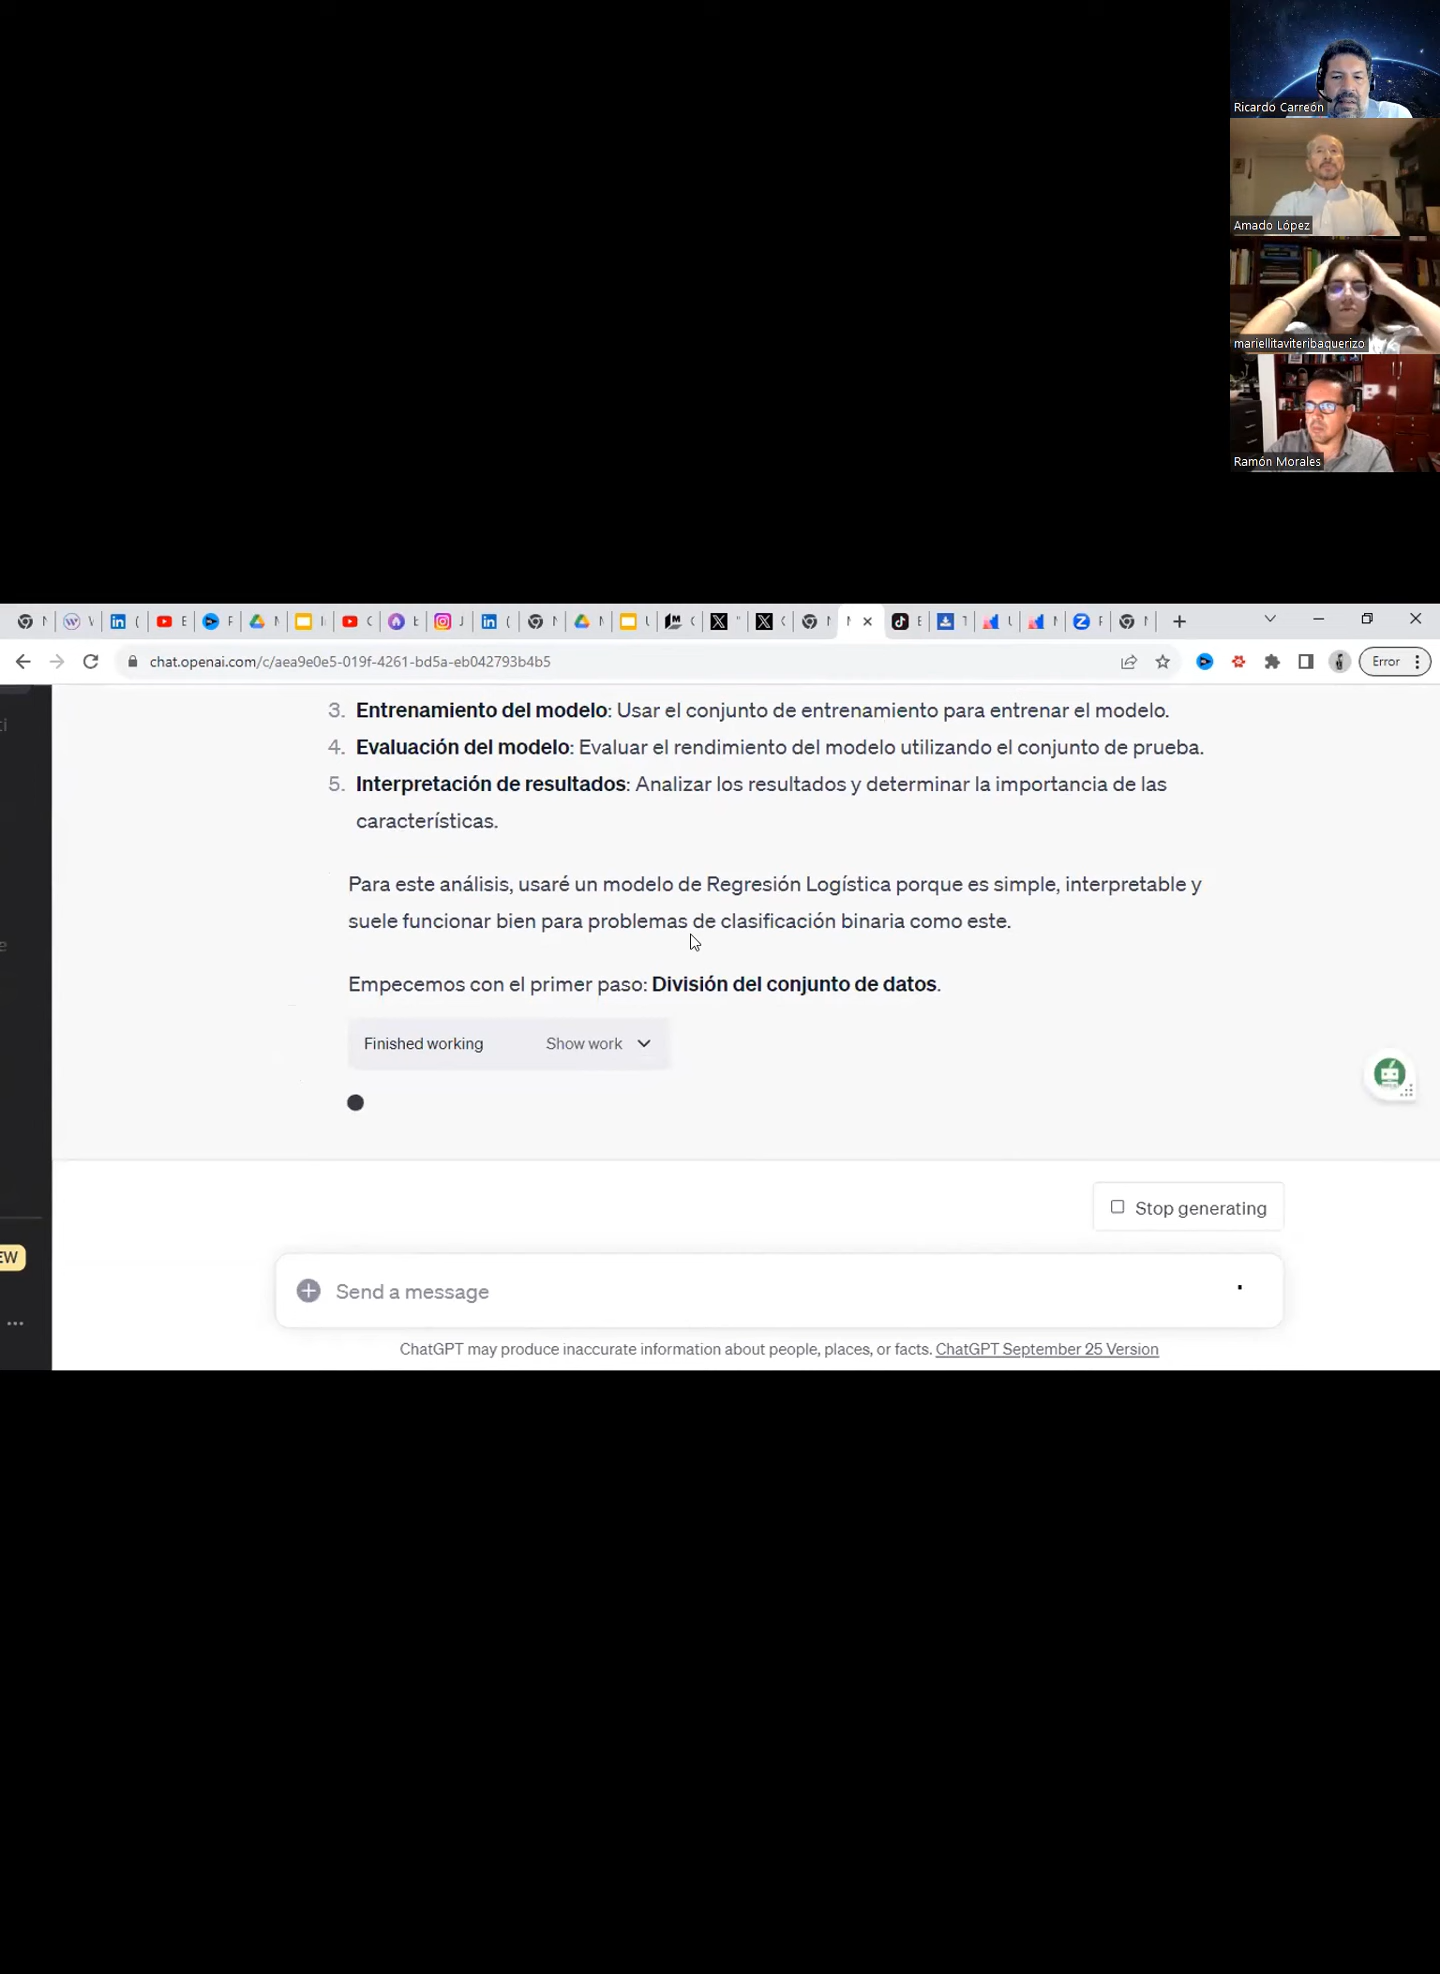 Ricardo Carreón
Amado López
mariellitaviteribaquerizo
Ramón Morales
chat.openai.com/c/aea9e0e5-019f-4261-bd5a-eb042793b4b5
Error
3. Entrenamiento del modelo: Usar el conjunto de entrenamiento para entrenar el modelo.
4. Evaluación del modelo: Evaluar el rendimiento del modelo utilizando el conjunto de prueba.
5. Interpretación de resultados: Analizar los resultados y determinar la importancia de las
características.
Para este análisis, usaré un modelo de Regresión Logística porque es simple, interpretable y
suele funcionar bien para problemas de clasificación binaria como este.
Empecemos con el primer paso: División del conjunto de datos.
Finished working Show work
Stop generating
EW
Send a message
ChatGPT may produce inaccurate information about people, places, or facts. ChatGPT September 25 Version